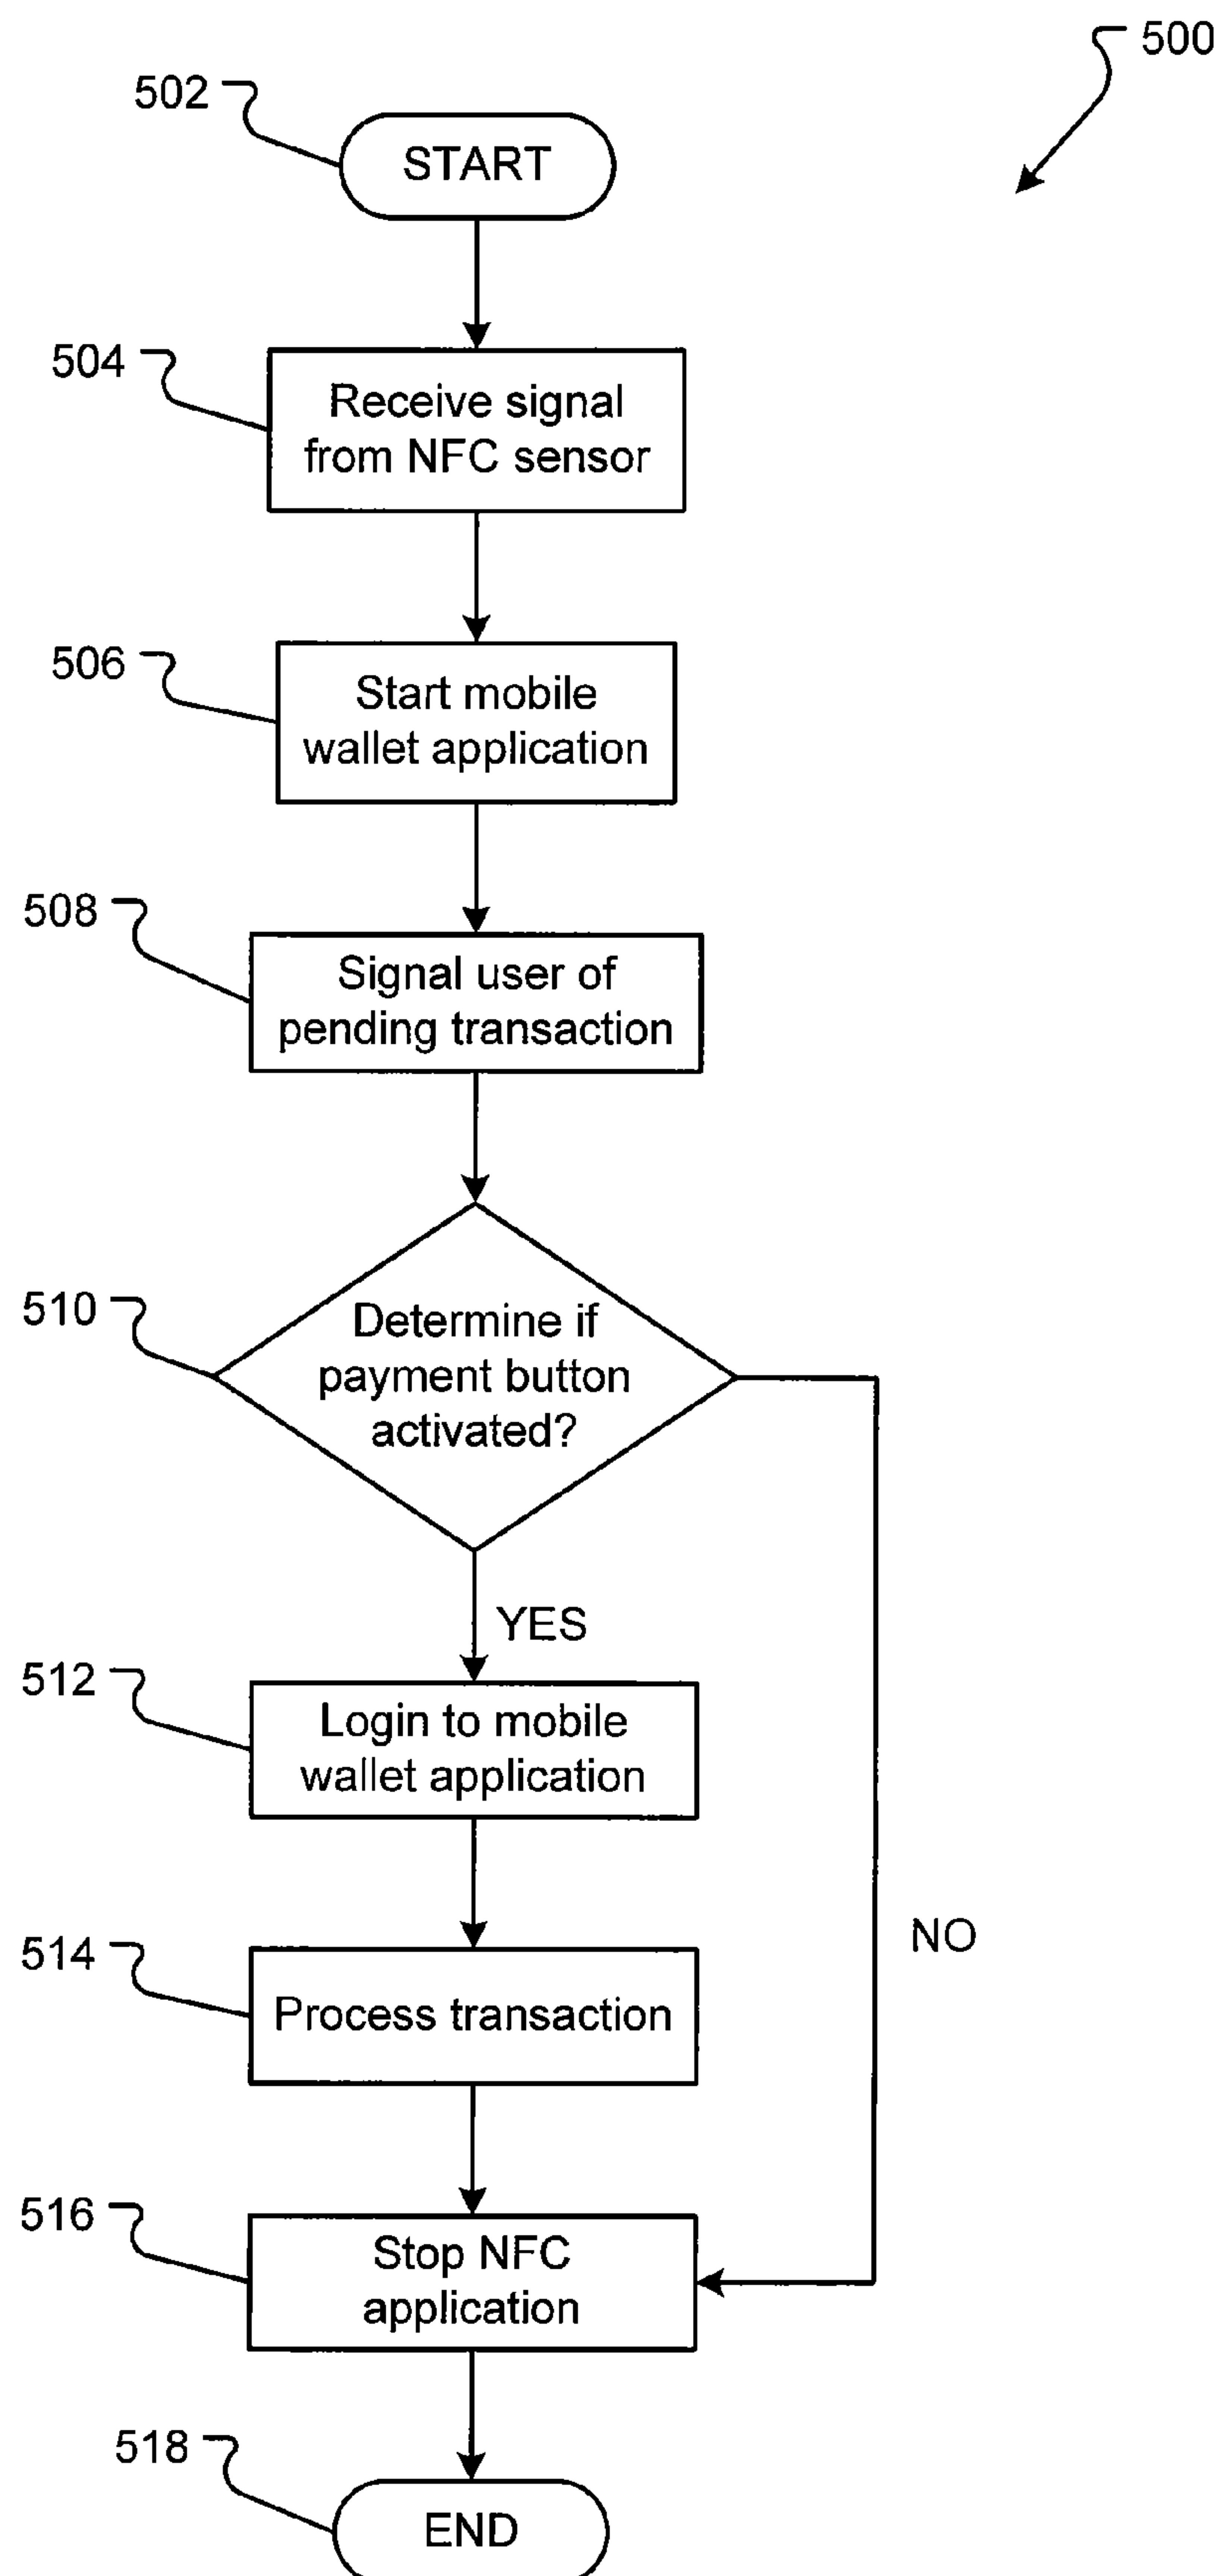 500
502
START
504
Receive signal
from NFC sensor
506
Start mobile
wallet application
508
Signal user of
pending transaction
510
Determine if
payment button
activated?
YES
512
Login to mobile
wallet application
NO
514
Process transaction
516
Stop NFC
application
518
END